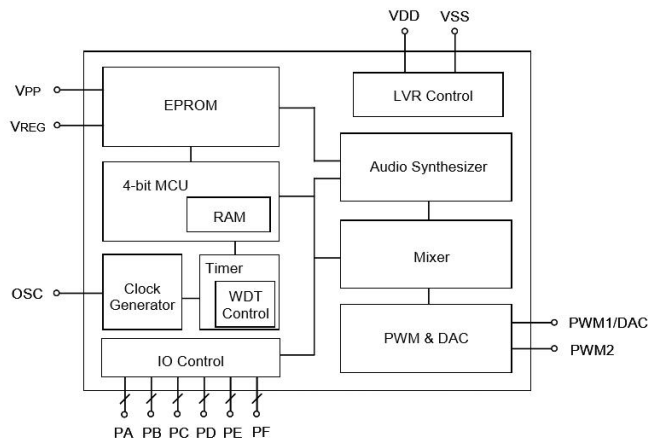 VDD VSS
VPP
VREG
EPROM
LVR Control
4-bit MCU
RAM
Audio Synthesizer
OSC
Clock
Generator
Timer
WDT
Control
Mixer
IO Control
PWM & DAC
PWM1/DAC
PWM2
PA PB PC PD PE PF